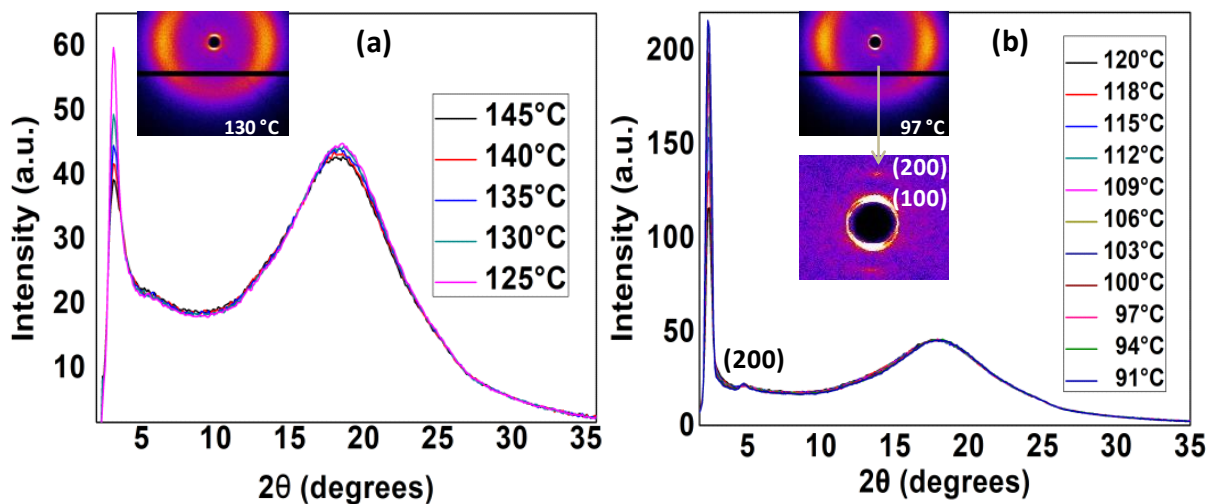 (a)
130 °C
145°C
140°C
135°C
130°C
125°C
60
50
40
30
20
10
Intensity (a.u.)
5 10 15 20 25 30 35
2θ (degrees)
(b)
97 °C
(200)
(100)
120°C
118°C
115°C
112°C
109°C
106°C
103°C
100°C
97°C
94°C
91°C
200
150
100
50
0
Intensity (a.u.)
(200)
5 10 15 20 25 30 35
2θ (degrees)